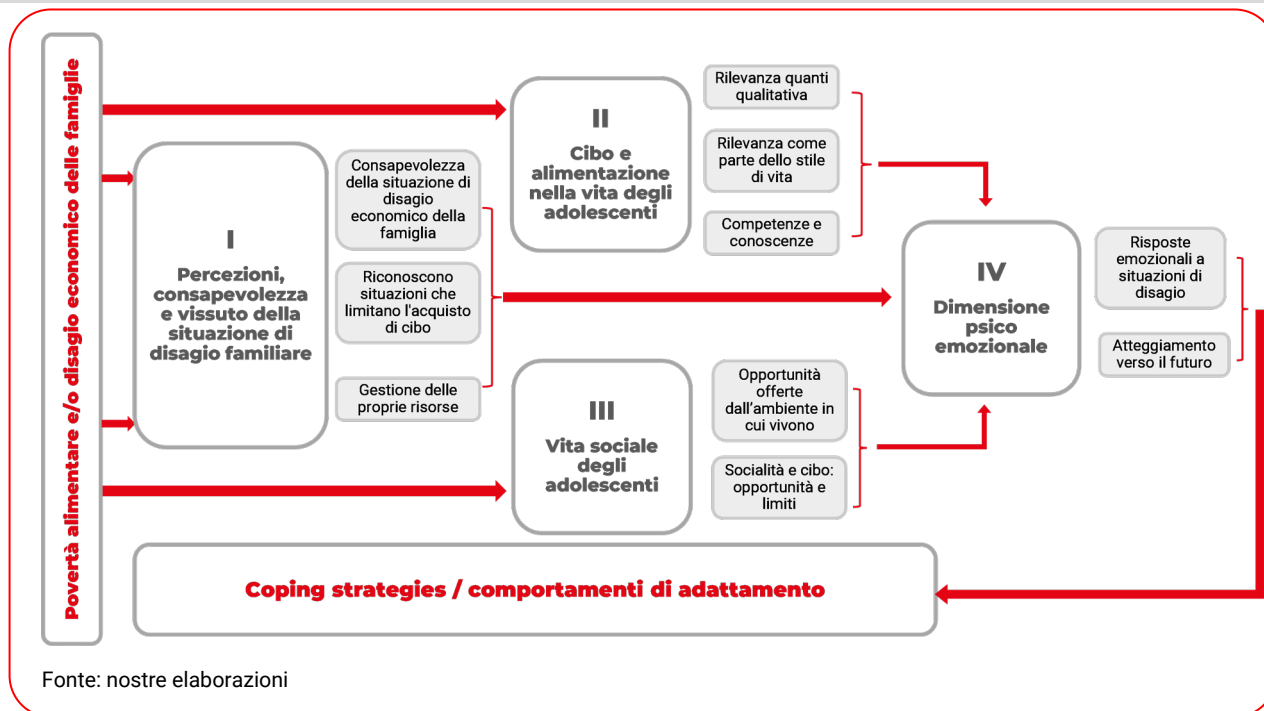 Povertà alimentare e/o disagio economico delle famiglie
I
Percezioni,
consapevolezza
e vissuto della
situazione di
disagio familiare
Consapevolezza
della situazione di
disagio
economico della
famiglia
Riconoscono
situazioni che
limitano l'acquisto
di cibo
Gestione delle
proprie risorse
II
Cibo e
alimentazione
nella vita degli
adolescenti
Rilevanza quanti
qualitativa
Rilevanza come
parte dello stile
di vita
Competenze e
conoscenze
III
Vita sociale
degli
adolescenti
Opportunità
offerte
dall’ambiente in
cui vivono
Socialità e cibo:
opportunità e
limiti
IV
Dimensione
psico
emozionale
Risposte
emozionali a
situazioni di
disagio
Atteggiamento
verso il futuro
Coping strategies / comportamenti di adattamento
Fonte: nostre elaborazioni